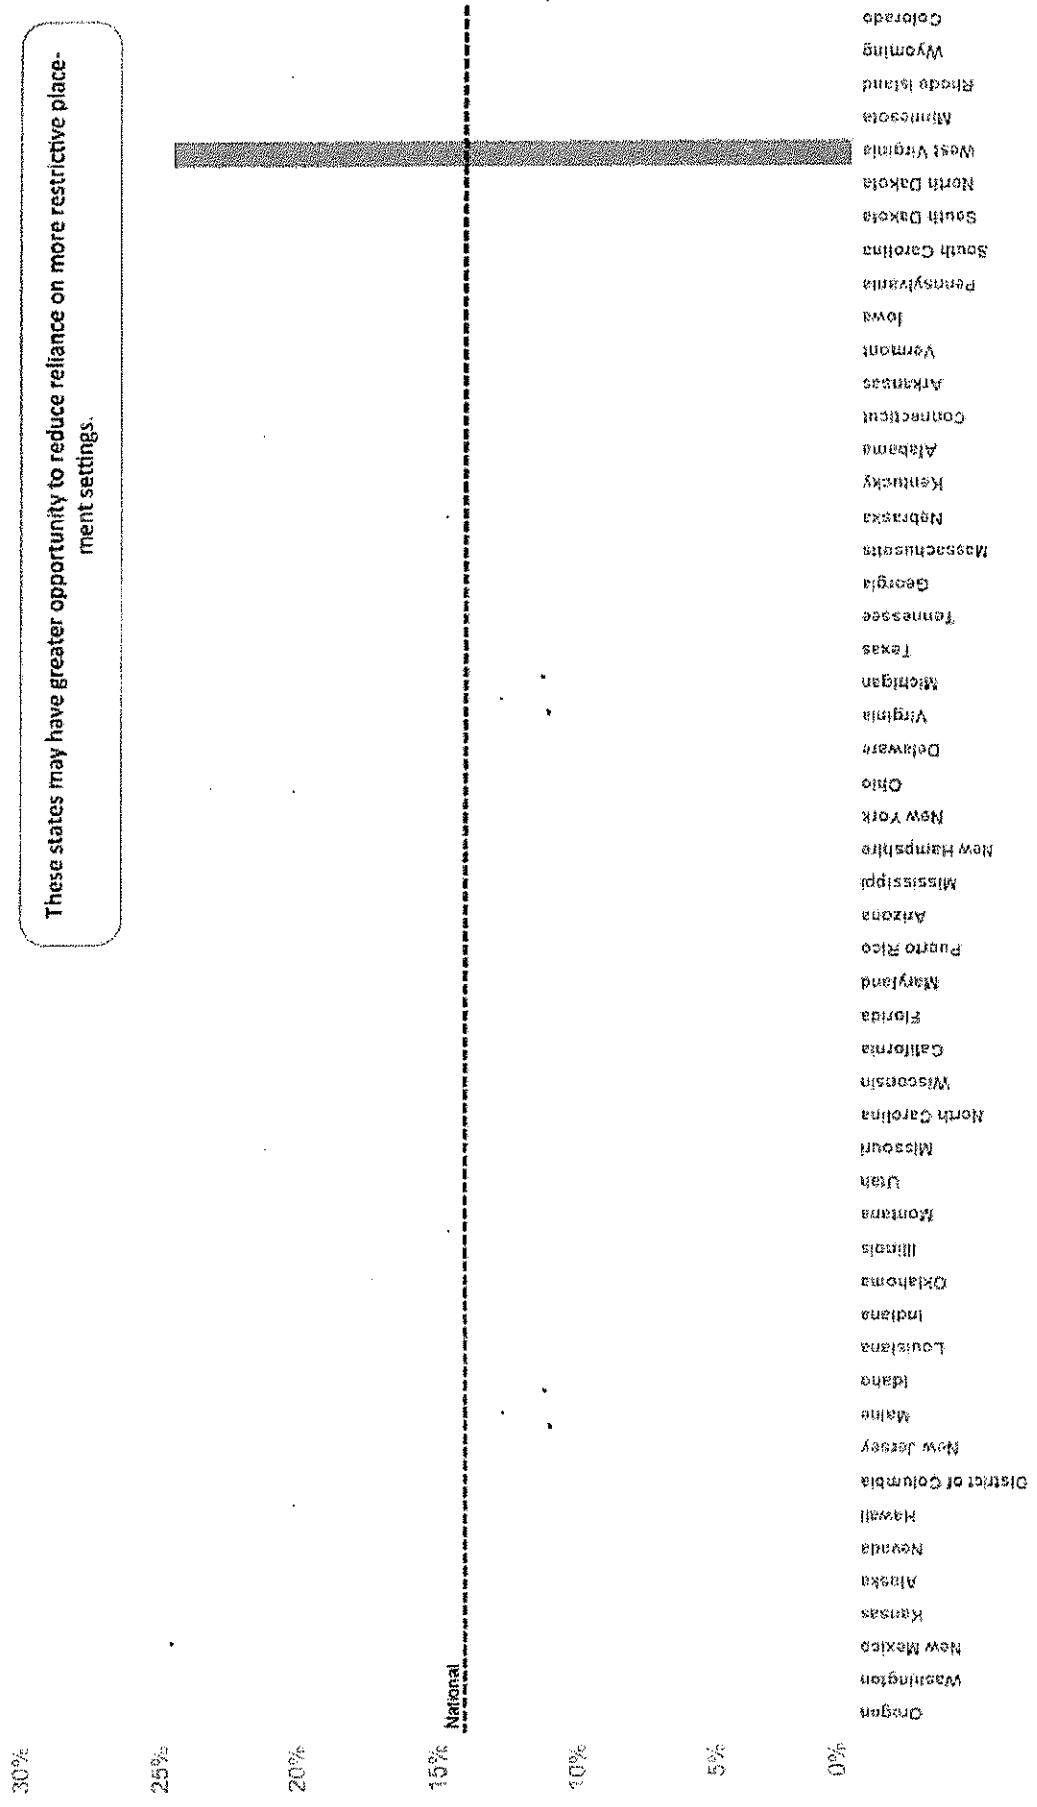 These states may have greater opportunity to reduce reliance on more restrictive place-
ment settings.
30%
25%
20%
15%
10%
5%
0%
National
Oregon
Washington
New Mexico
Kansas
Alaska
Nevada
Hawaii
District of Columbia
New Jersey
Maine
Idaho
Louisiana
Indiana
Oklahoma
Illinois
Montana
Utah
Missouri
North Carolina
Wisconsin
California
Florida
Maryland
Puerto Rico
Arizona
Mississippi
New Hampshire
New York
Ohio
Delaware
Virginia
Michigan
Texas
Tennessee
Georgia
Massachusetts
Nebraska
Kentucky
Alabama
Connecticut
Arkansas
Vermont
Iowa
Pennsylvania
South Carolina
South Dakota
North Dakota
West Virginia
Minnesota
Rhode Island
Wyoming
Colorado